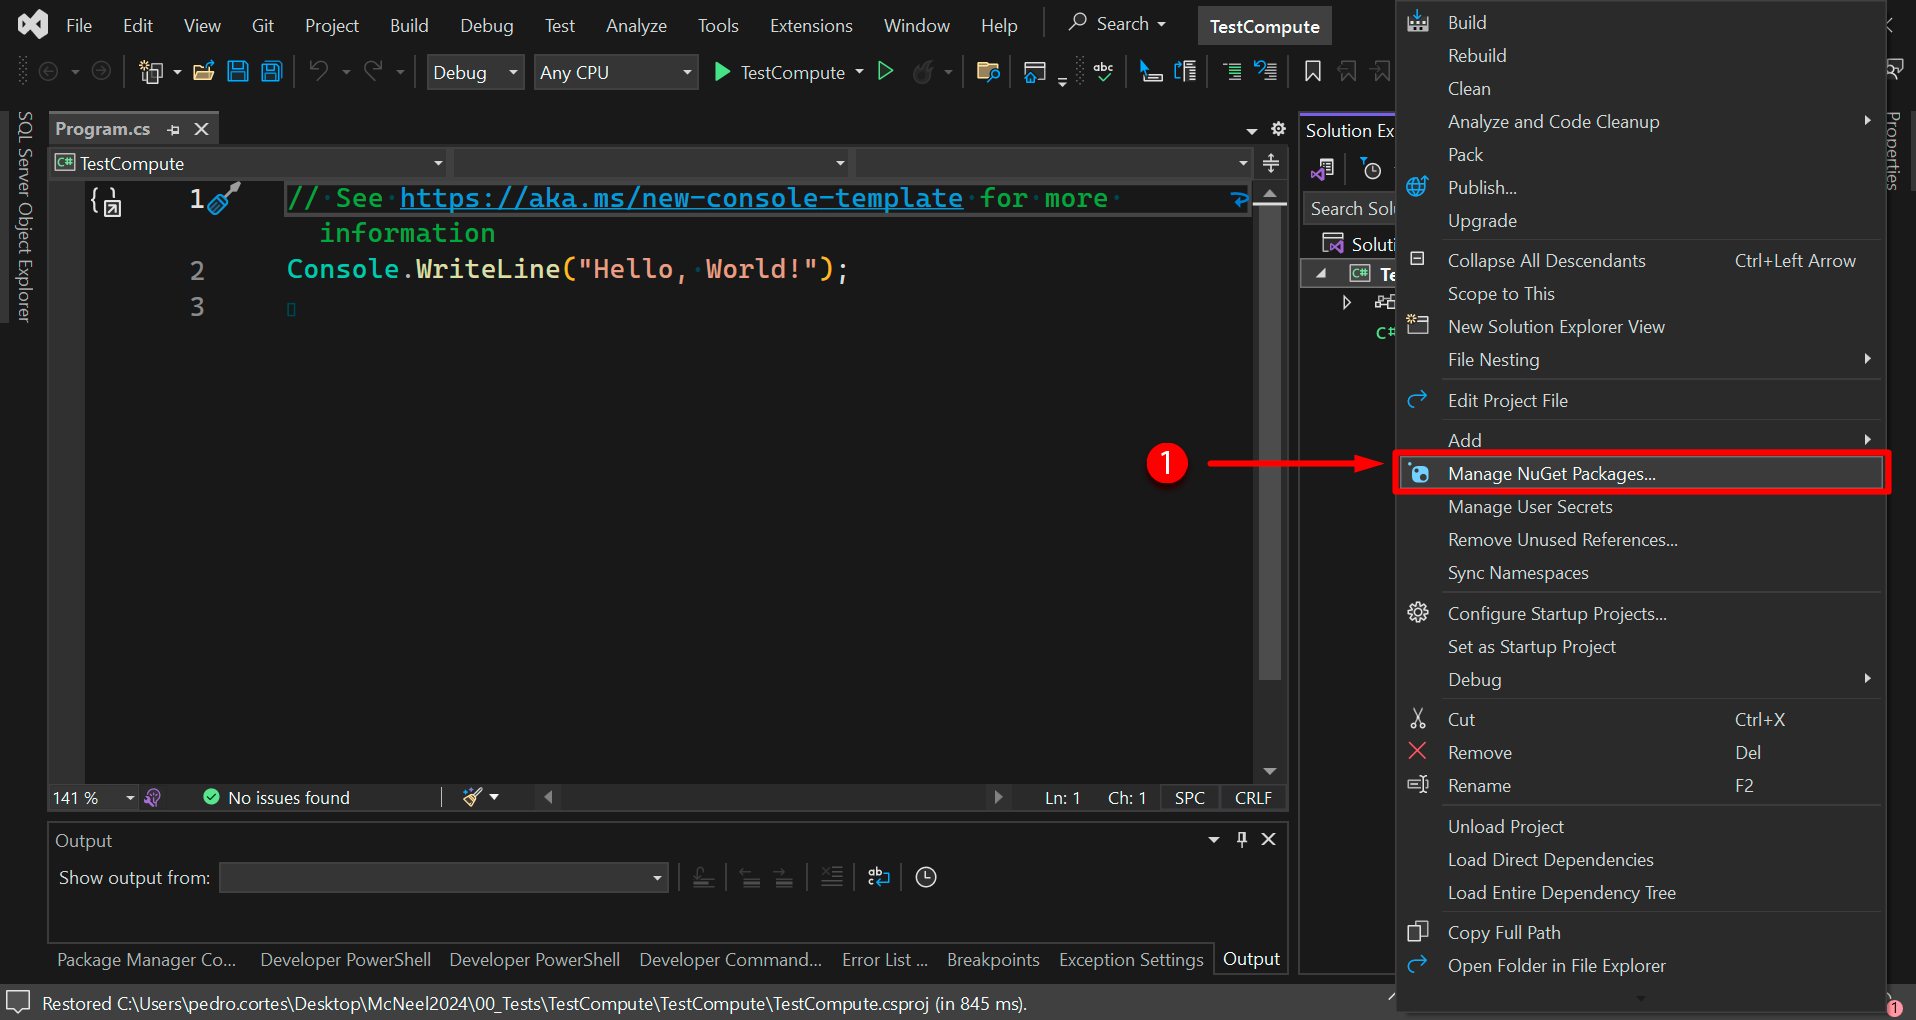 File Edit View Git Project Build Debug Test Analyze Tools Extensions Window Help Search TestCompute
Debug Any CPU TestCompute abc
SQL Server Object Explorer
Program.cs
C# TestCompute
1 // See https://aka.ms/new-console-template for more
information
2 Console.WriteLine("Hello, World!");
3
141 % No issues found Ln: 1 Ch: 1 SPC CRLF
Output
Show output from:
Package Manager Co... Developer PowerShell Developer PowerShell Developer Command... Error List ... Breakpoints Exception Settings Output
Restored C:\Users\pedro.cortes\Desktop\McNeel2024\00_Tests\TestCompute\TestCompute\TestCompute.csproj (in 845 ms).
Solution Ex
Search Sol
Soluti
C# Te
C#
Properties
1
Build
Rebuild
Clean
Analyze and Code Cleanup
Pack
Publish...
Upgrade
Collapse All Descendants Ctrl+Left Arrow
Scope to This
New Solution Explorer View
File Nesting
Edit Project File
Add
Manage NuGet Packages...
Manage User Secrets
Remove Unused References...
Sync Namespaces
Configure Startup Projects...
Set as Startup Project
Debug
Cut Ctrl+X
Remove Del
Rename F2
Unload Project
Load Direct Dependencies
Load Entire Dependency Tree
Copy Full Path
Open Folder in File Explorer
1